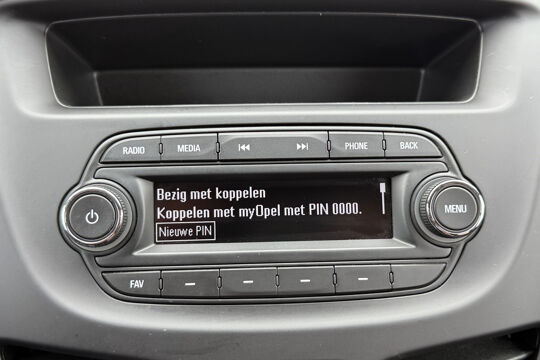 RADIO MEDIA PHONE BACK
Bezig met koppelen
Koppelen met myOpel met PIN 0000.
Nieuwe PIN
MENU
FAV